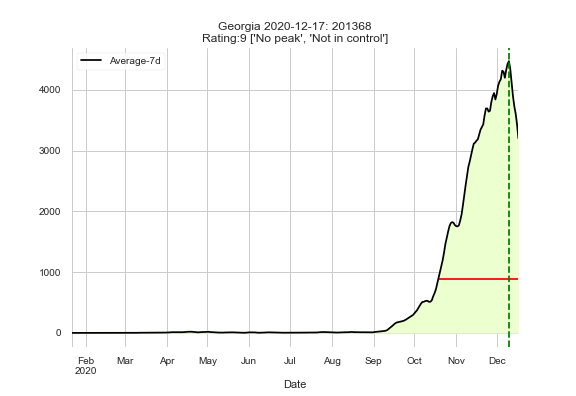 Georgia 2020-12-17: 201368
Rating:9 ['No peak', 'Not in control']
Average-7d
4000
3000
2000
1000
0
Feb Mar Apr May Jun Jul Aug Sep Oct Nov Dec
2020
Date